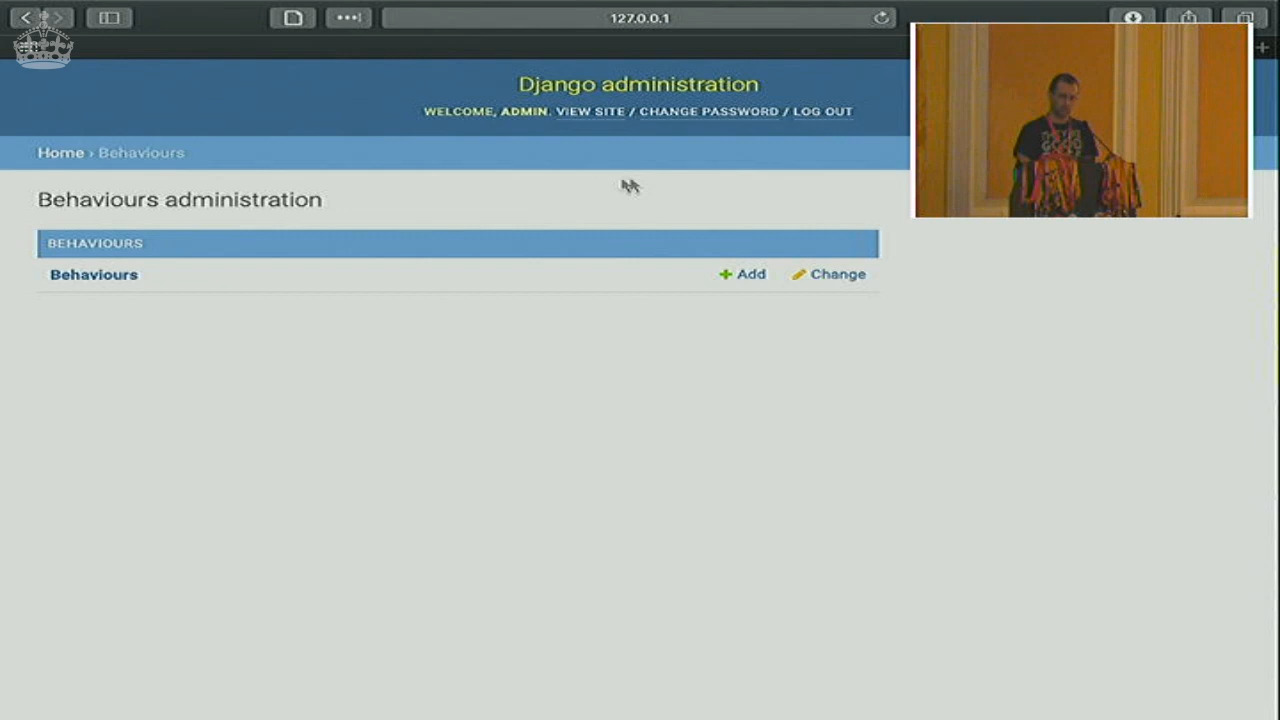 127.0.0.1
Django administration
WELCOME, ADMIN. VIEW SITE / CHANGE PASSWORD / LOG OUT
Home › Behaviours
Behaviours administration
BEHAVIOURS
Behaviours
Add
Change